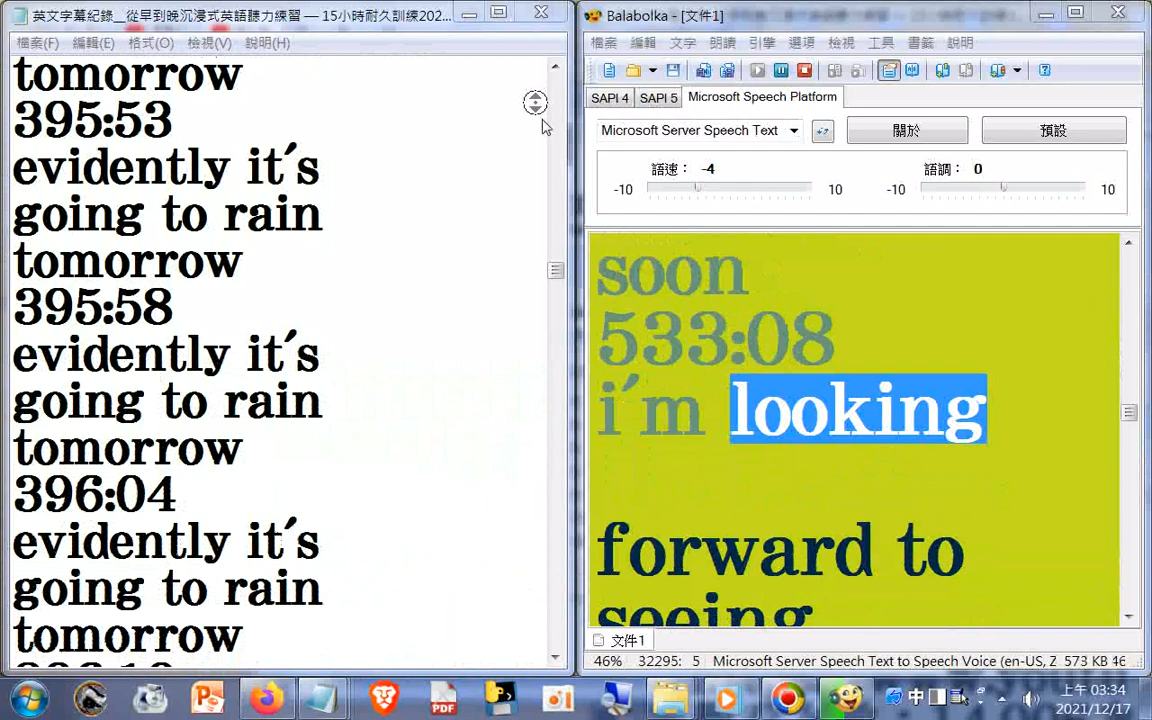 英文字幕紀錄__從早到晚沉浸式英語聽力練習 — 15小時耐久訓練202...
檔案(F) 編輯(E) 格式(O) 檢視(V) 說明(H)
tomorrow
395:53
evidently it's
going to rain
tomorrow
395:58
evidently it's
going to rain
tomorrow
396:04
evidently it's
going to rain
tomorrow
Balabolka - [文件1]
檔案 編輯 文字 朗讀 引擎 選項 檢視 工具 書籤 說明
SAPI 4 SAPI 5 Microsoft Speech Platform
Microsoft Server Speech Text 關於 預設
語速: -4 語調: 0
-10 10 -10 10
soon
533:08
i'm looking
forward to
seeing
文件1
46% 32295: 5 Microsoft Server Speech Text to Speech Voice (en-US, Z 573 KB 46
PDF
中
上午 03:34
2021/12/17